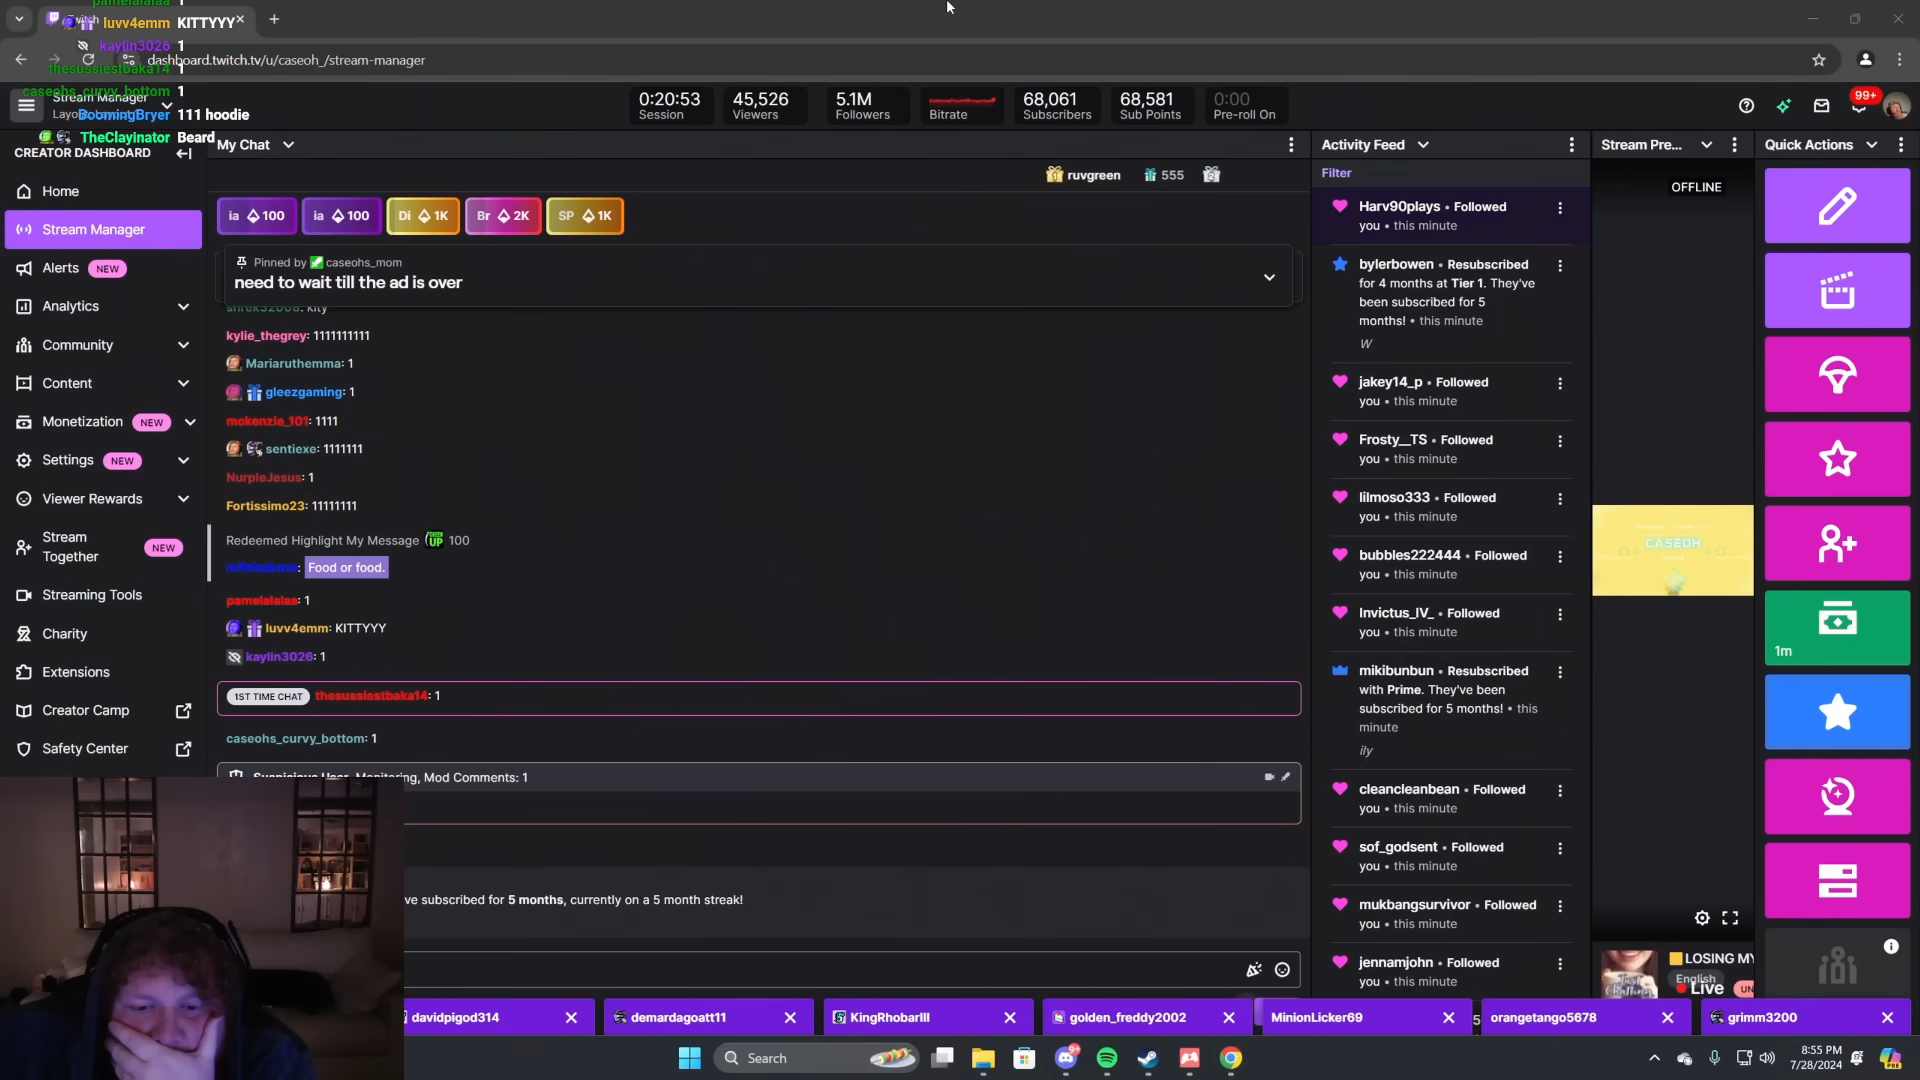 Twitch
luvv4emm KITTYYY
kaylin3026 1
thesussiestbaka14 1
caseohs_curvy_bottom 1
BoomingBryer 111 hoodie
TheClayinator Beard
dashboard.twitch.tv/u/caseoh_/stream-manager
Stream Manager
0:20:53
Session
45,526
Viewers
5.1M
Followers
Bitrate
68,061
Subscribers
68,581
Sub Points
0:00
Pre-roll On
99+
CREATOR DASHBOARD
Home
Stream Manager
Alerts NEW
Analytics
Community
Content
Monetization NEW
Settings NEW
Viewer Rewards
Stream
Together
NEW
Streaming Tools
Charity
Extensions
Creator Camp
Safety Center
My Chat
ruvgreen 555
ia 100
ia 100
Di 1K
Br 2K
SP 1K
Pinned by caseohs_mom
need to wait till the ad is over
kylie_thegrey: 1111111111
Mariaruthemma: 1
gleezgaming: 1
mckenzie_101: 1111
sentiexe: 1111111
NurpleJesus: 1
Fortissimo23: 11111111
Redeemed Highlight My Message 100
Food or food.
pamelalalaa: 1
luvv4emm: KITTYYY
kaylin3026: 1
1ST TIME CHAT thesussiestbaka14: 1
caseohs_curvy_bottom: 1
Suspicious User, Monitoring, Mod Comments: 1
ve subscribed for 5 months, currently on a 5 month streak!
Activity Feed
Filter
Harv90plays • Followed
you • this minute
bylerbowen • Resubscribed
for 4 months at Tier 1. They've
been subscribed for 5
months! • this minute
W
jakey14_p • Followed
you • this minute
Frosty__TS • Followed
you • this minute
lilmoso333 • Followed
you • this minute
bubbles222444 • Followed
you • this minute
Invictus_IV_ • Followed
you • this minute
mikibunbun • Resubscribed
with Prime. They've been
subscribed for 5 months! • this
minute
ily
cleancleanbean • Followed
you • this minute
sof_godsent • Followed
you • this minute
mukbangsurvivor • Followed
you • this minute
jennamjohn • Followed
you • this minute
Stream Pre...
OFFLINE
CASEOH
LOSING MY
English
Live
UN
Quick Actions
1m
davidpigod314
demardagoatt11
KingRhobarIII
golden_freddy2002
MinionLicker69
orangetango5678
grimm3200
Search
8:55 PM
7/28/2024